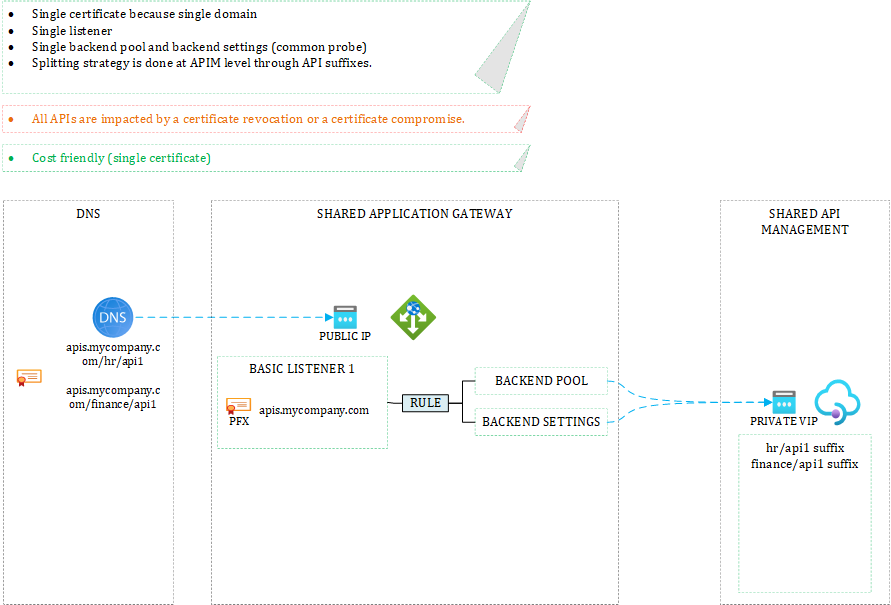 • Single certificate because single domain
• Single listener
• Single backend pool and backend settings (common probe)
• Splitting strategy is done at APIM level through API suffixes.
• All APIs are impacted by a certificate revocation or a certificate compromise.
• Cost friendly (single certificate)
DNS
SHARED APPLICATION GATEWAY
SHARED API
MANAGEMENT
DNS
apis.mycompany.c
om/hr/api1
apis.mycompany.c
om/finance/api1
PUBLIC IP
BASIC LISTENER 1
PFX
apis.mycompany.com
RULE
BACKEND POOL
BACKEND SETTINGS
PRIVATE VIP
hr/api1 suffix
finance/api1 suffix